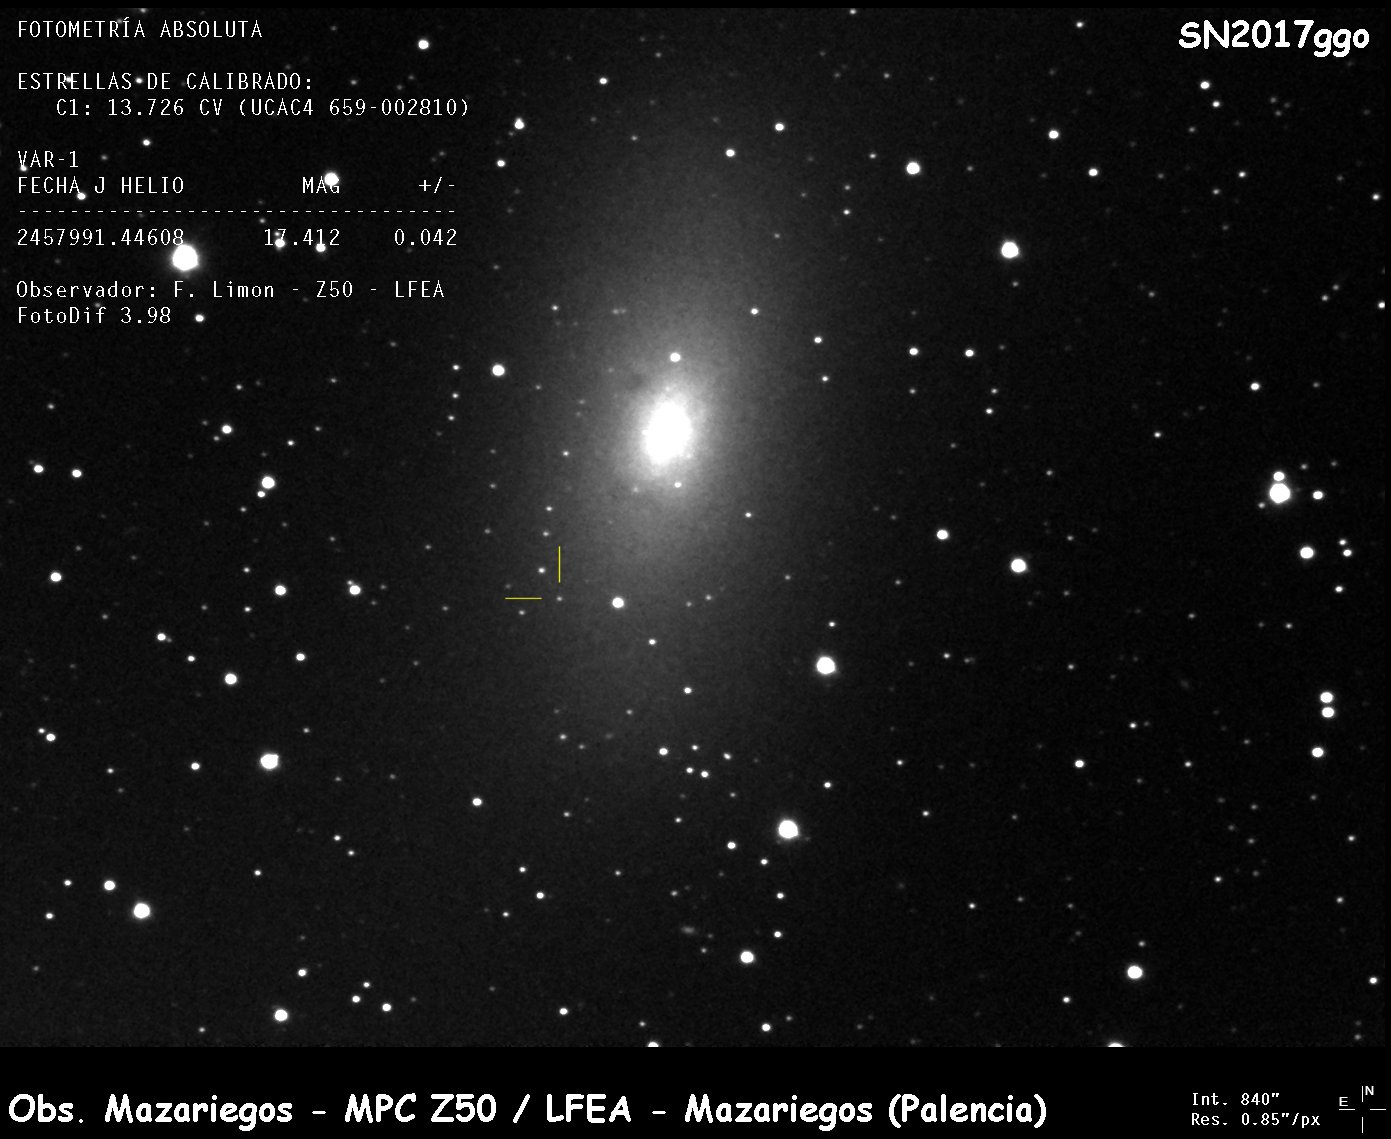 FOTOMETRÍA ABSOLUTA
SN2017ggo
ESTRELLAS DE CALIBRADO:
C1: 13.726 CV (UCAC4 659-002810)
VAR-1
FECHA J HELIO MAG +/-
-----------------------------------
2457991.44608 17.412 0.042
Observador: F. Limon - Z50 - LFEA
FotoDif 3.98
Obs. Mazariegos - MPC Z50 / LFEA - Mazariegos (Palencia)
Int. 840"
Res. 0.85"/px
N
E